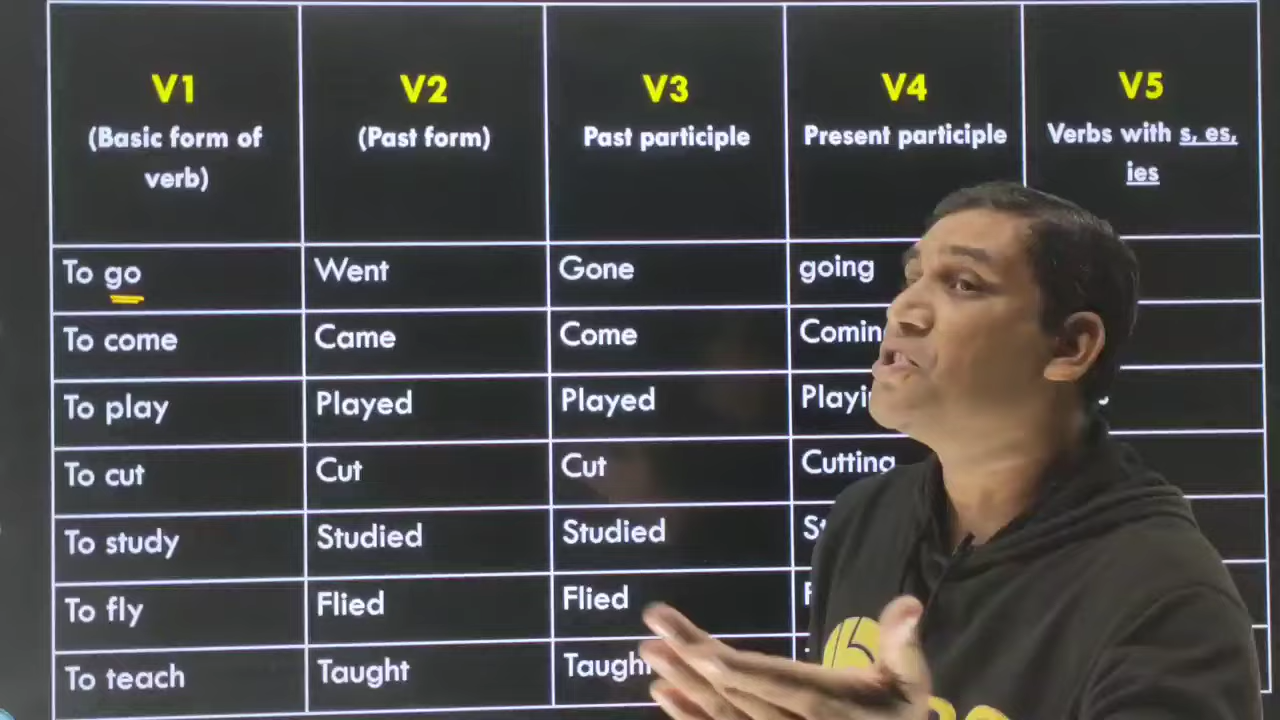 V1 V2 V3 V4 V5
(Basic form of verb) (Past form) Past participle Present participle Verbs with s, es, ies
To go Went Gone going
To come Came Come
To play Played Played
To cut Cut Cut Cutting
To study Studied Studied
To fly Flied Flied
To teach Taught